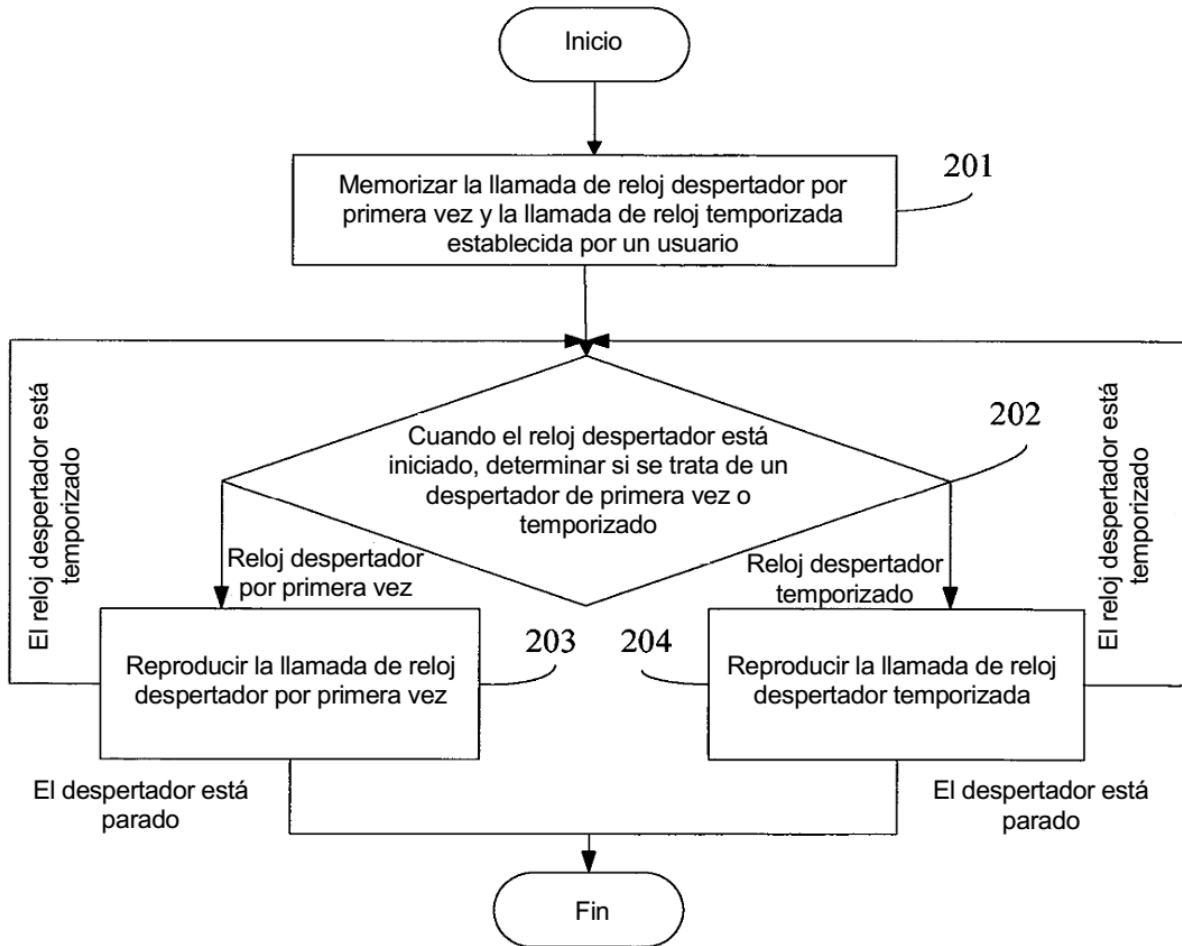 Inicio
201
Memorizar la llamada de reloj despertador por
primera vez y la llamada de reloj temporizada
establecida por un usuario
El reloj despertador está
temporizado
202
Cuando el reloj despertador está
iniciado, determinar si se trata de un
despertador de primera vez o
temporizado
El reloj despertador está
temporizado
Reloj despertador
por primera vez
Reloj despertador
temporizado
203
204
Reproducir la llamada de reloj
despertador por primera vez
Reproducir la llamada de reloj
despertador temporizada
El despertador está
parado
El despertador está
parado
Fin